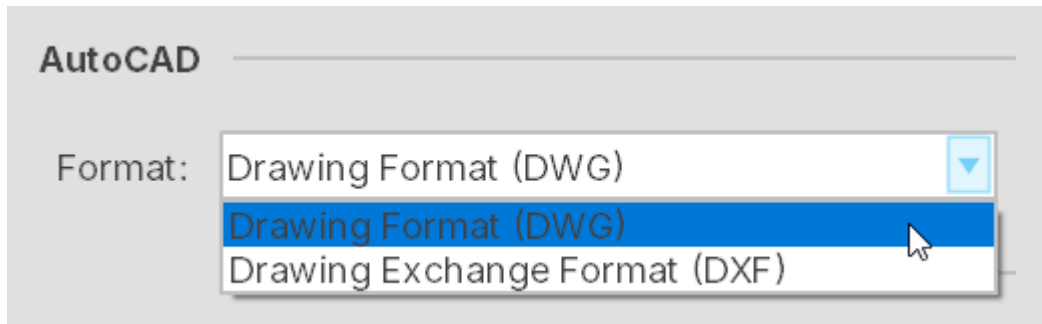 AutoCAD
Format: Drawing Format (DWG)
Drawing Format (DWG)
Drawing Exchange Format (DXF)